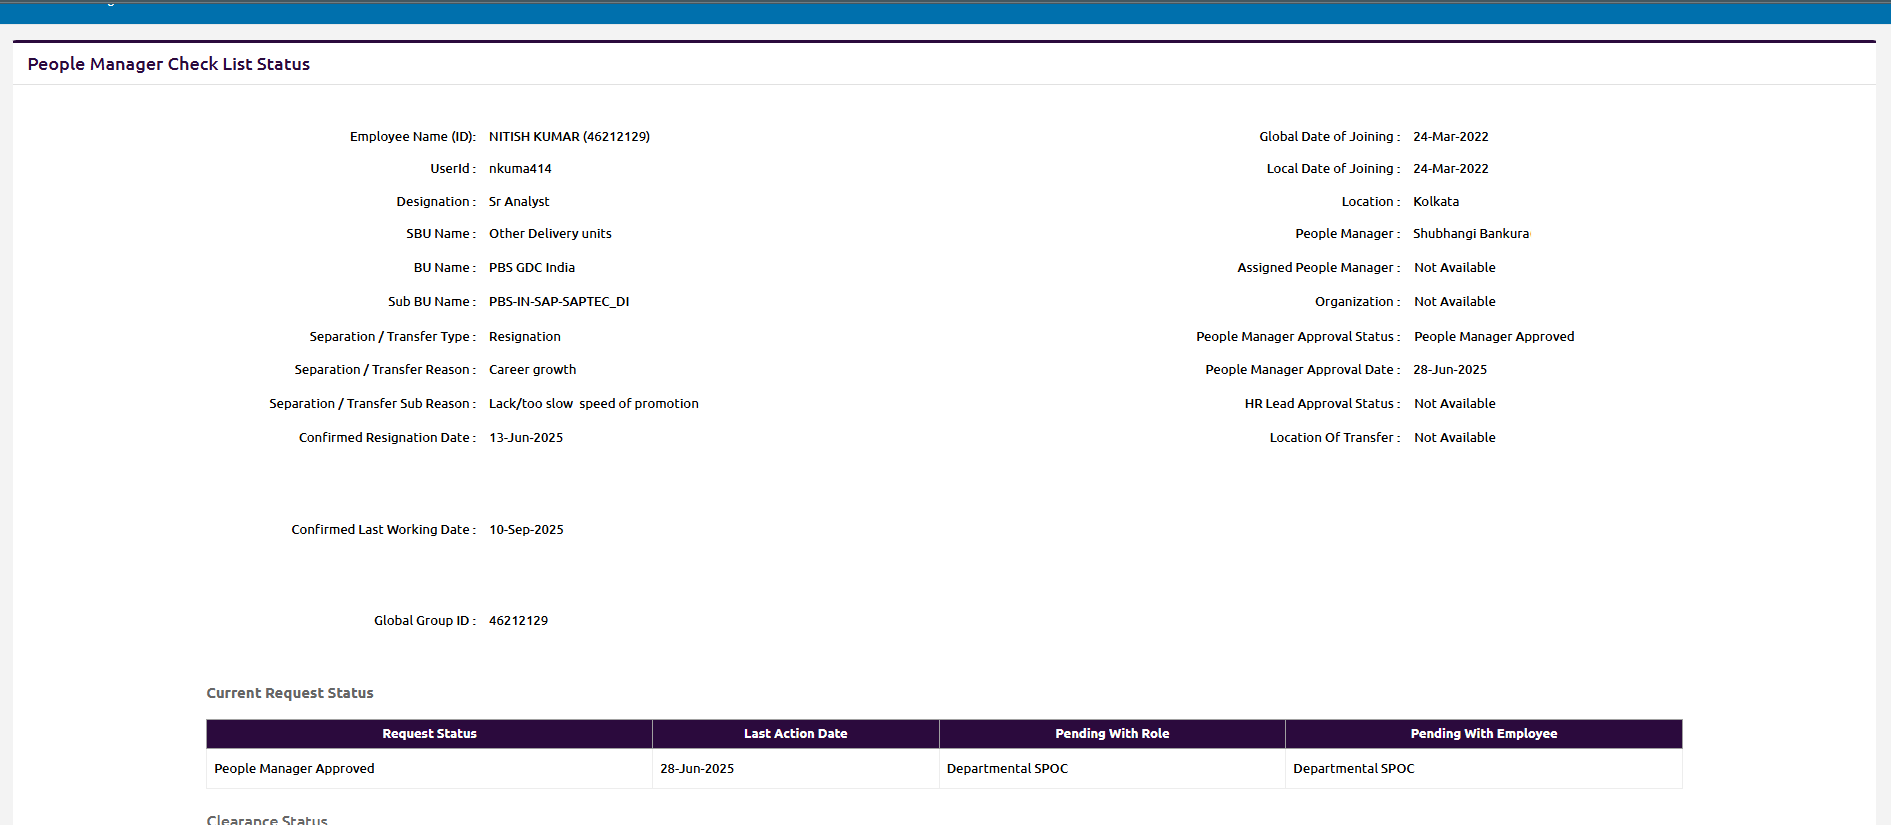 People Manager Check List Status
Employee Name (ID): NITISH KUMAR (46212129)
Global Date of Joining : 24-Mar-2022
UserId : nkuma414
Local Date of Joining : 24-Mar-2022
Designation : Sr Analyst
Location : Kolkata
SBU Name : Other Delivery units
People Manager : Shubhangi Bankura
BU Name : PBS GDC India
Assigned People Manager : Not Available
Sub BU Name : PBS-IN-SAP-SAPTEC_DI
Organization : Not Available
Separation / Transfer Type : Resignation
People Manager Approval Status : People Manager Approved
Separation / Transfer Reason : Career growth
People Manager Approval Date : 28-Jun-2025
Separation / Transfer Sub Reason : Lack/too slow speed of promotion
HR Lead Approval Status : Not Available
Confirmed Resignation Date : 13-Jun-2025
Location Of Transfer : Not Available
Confirmed Last Working Date : 10-Sep-2025
Global Group ID : 46212129
Current Request Status
Request Status Last Action Date Pending With Role Pending With Employee
People Manager Approved 28-Jun-2025 Departmental SPOC Departmental SPOC
Clearance Status